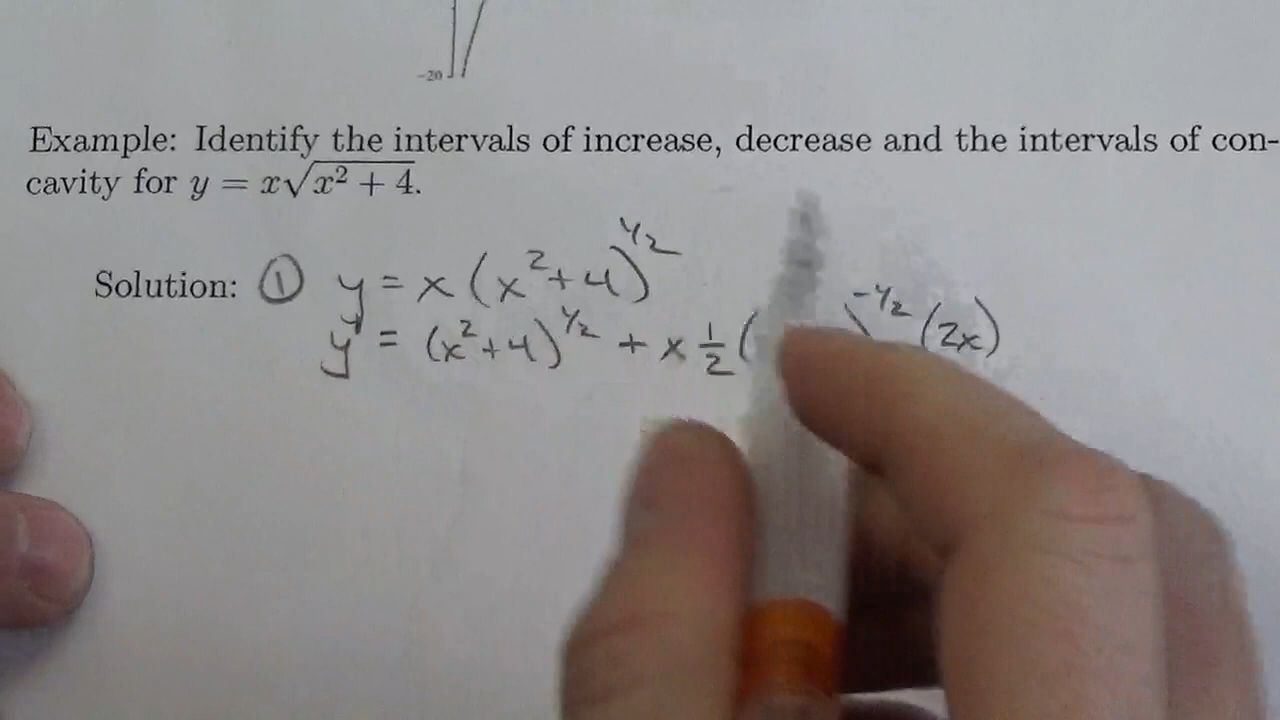 -20
Example: Identify the intervals of increase, decrease and the intervals of con-
cavity for y = x√(x² + 4).
Solution: ① y = x (x² + 4)^(1/2)
y' = (x² + 4)^(1/2) + x 1/2 ( )^(-1/2) (2x)